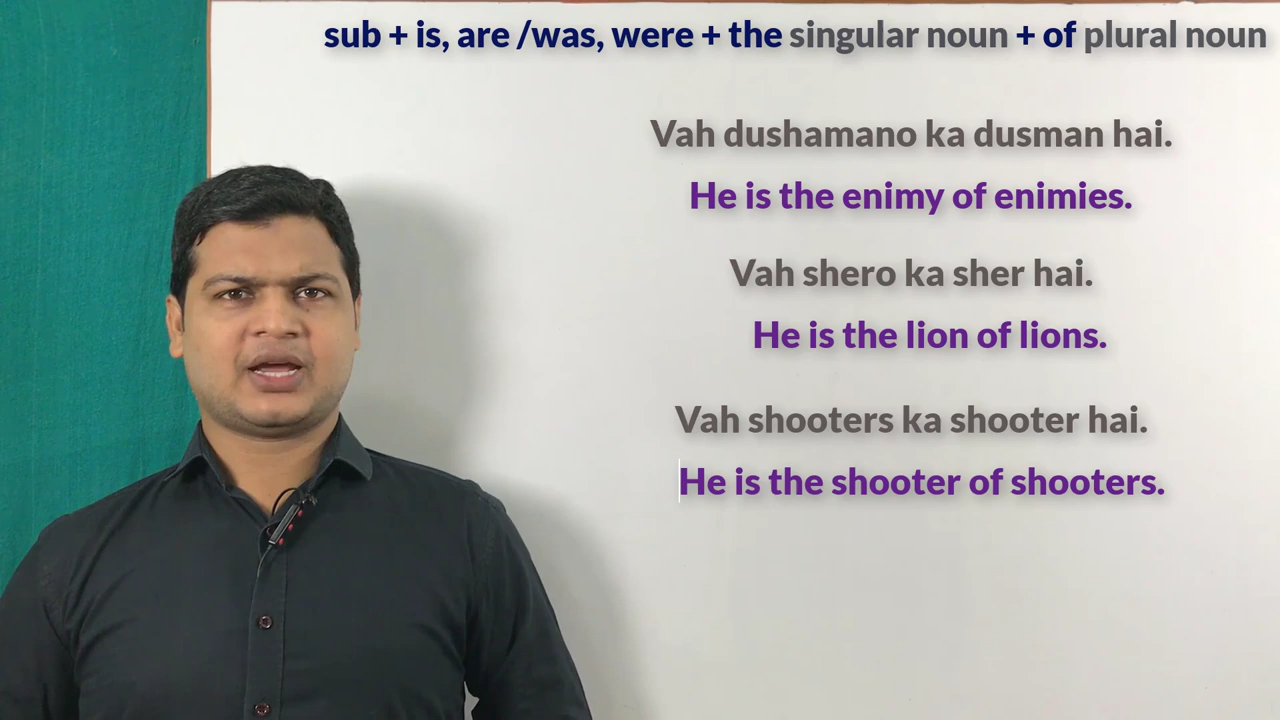 sub + is, are /was, were + the singular noun + of plural noun
Vah dushamano ka dusman hai.
He is the enimy of enimies.
Vah shero ka sher hai.
He is the lion of lions.
Vah shooters ka shooter hai.
He is the shooter of shooters.